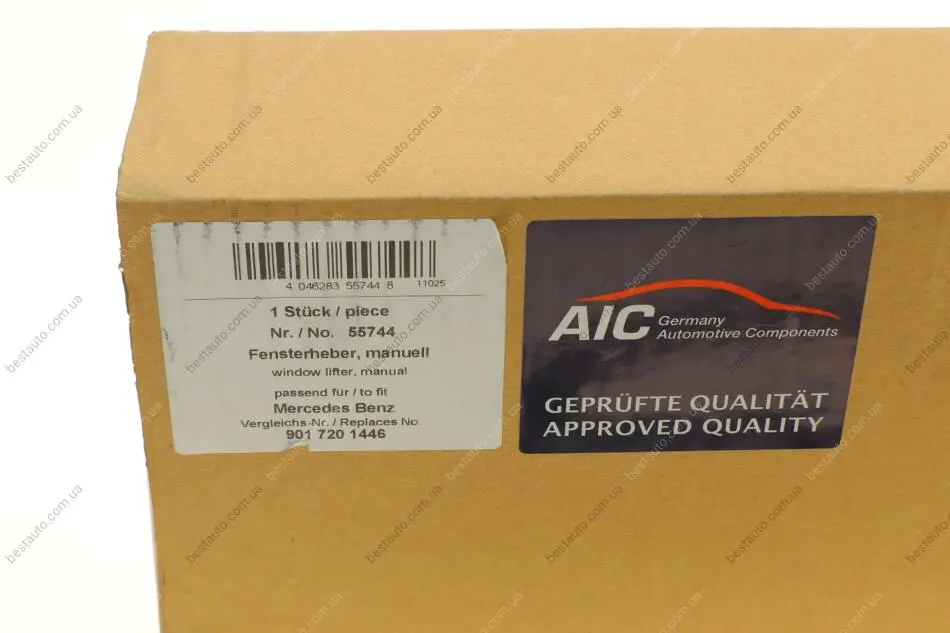 4 046283 55744 8 11025
1 Stück / piece
Nr. / No. 55744
Fensterheber, manuell
window lifter, manual
passend für / to fit
Mercedes Benz
Vergleichs-Nr. / Replaces No.
901 720 1446
AIC Germany
Automotive Components
GEPRÜFTE QUALITÄT
APPROVED QUALITY
bestauto.com.ua